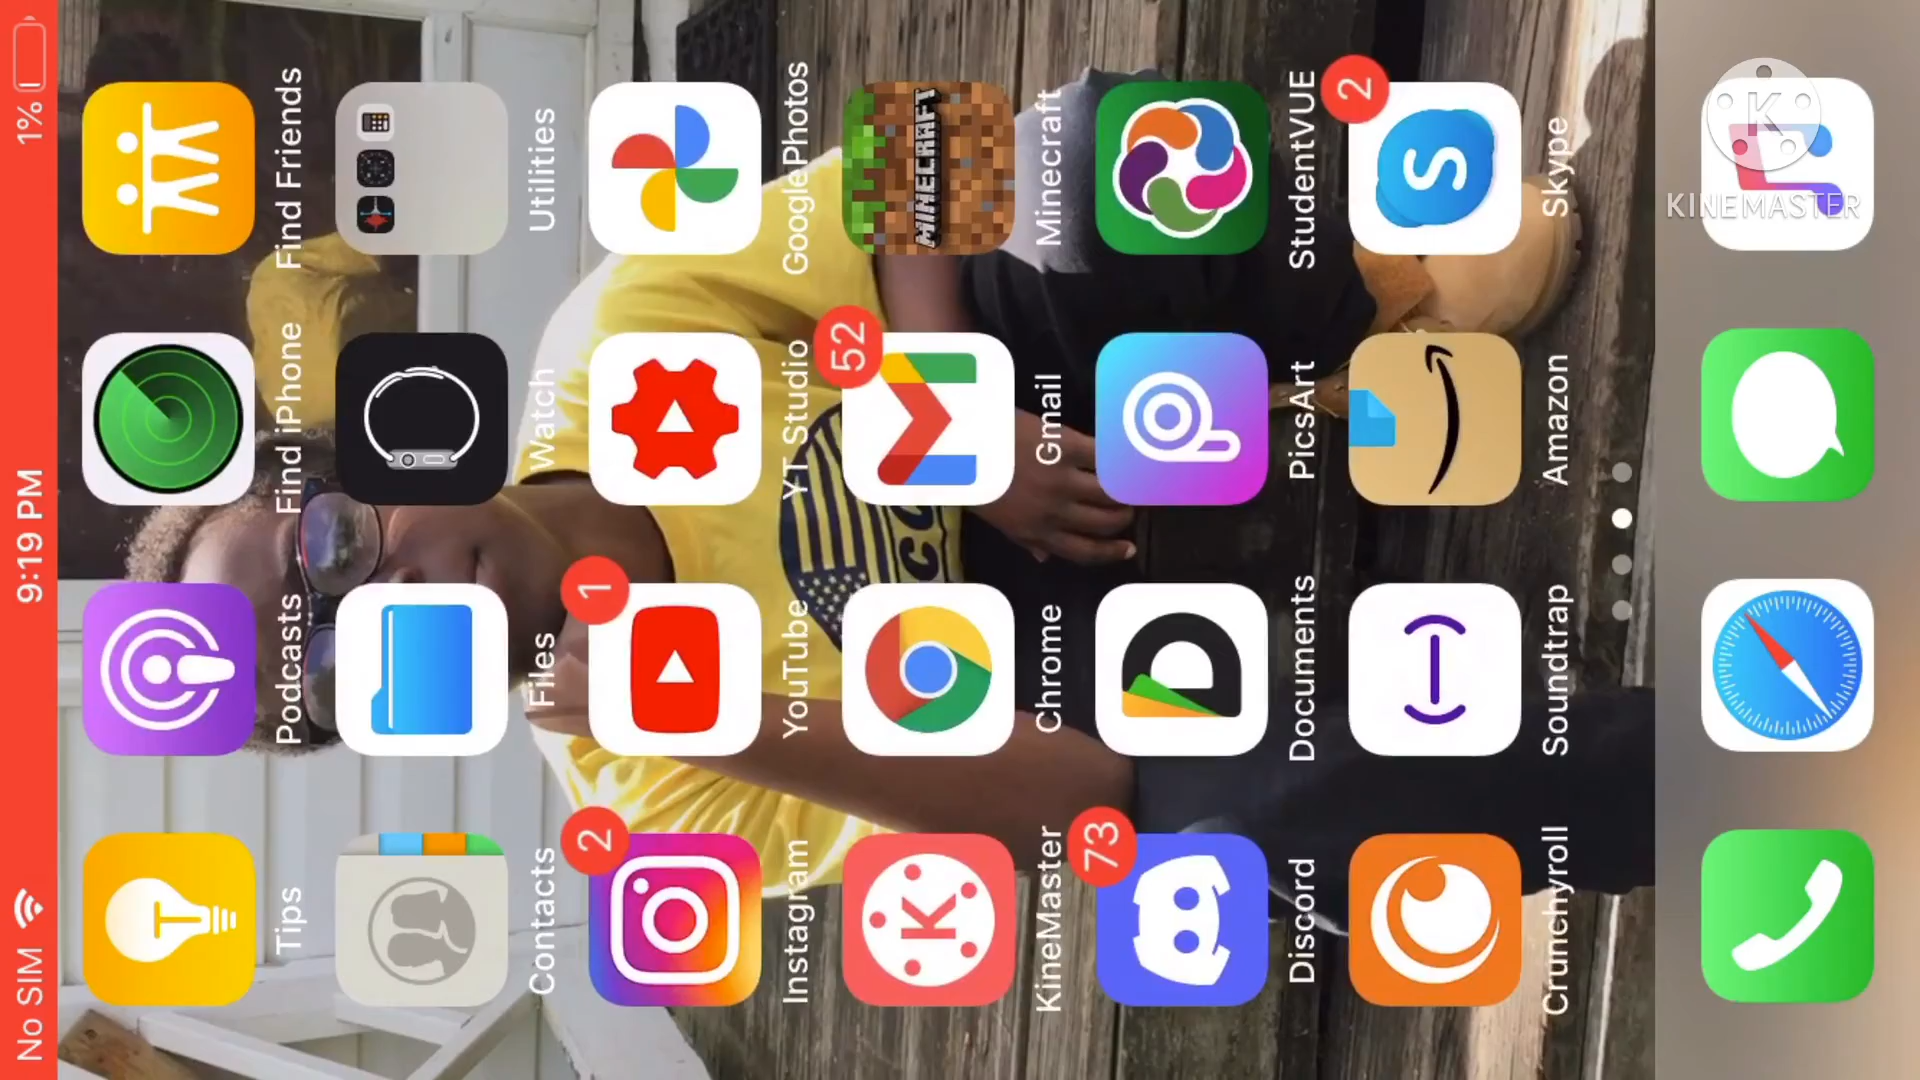 No SIM 9:19 PM 1%
Tips Podcasts Find iPhone Find Friends
Contacts Files Watch Utilities
2 1
Instagram YouTube YT Studio Google Photos
52
MINECRAFT
KineMaster Chrome Gmail Minecraft
73
Discord Documents PicsArt StudentVUE
2
Crunchyroll Soundtrap Amazon Skype
K
KINEMASTER